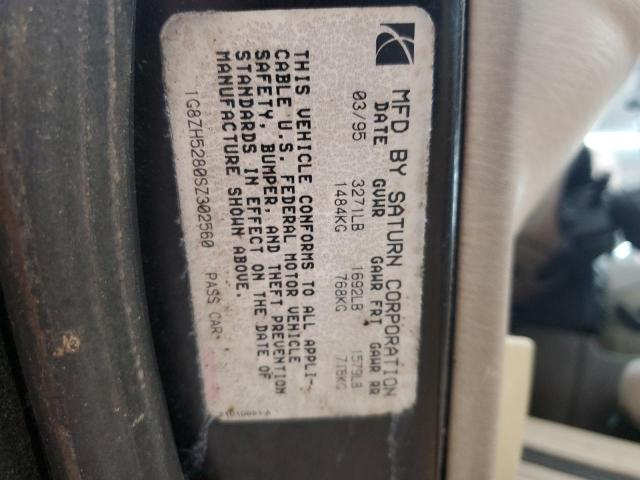 MFD BY SATURN CORPORATION
DATE GVWR GAWR FRT GAWR RR
03/95 3271LB 1692LB 1579LB
1484KG 768KG 716KG
THIS VEHICLE CONFORMS TO ALL APPLI-
CABLE U.S. FEDERAL MOTOR VEHICLE
SAFETY, BUMPER, AND THEFT PREVENTION
STANDARDS IN EFFECT ON THE DATE OF
MANUFACTURE SHOWN ABOVE.
1G8ZH5280SZ302560 PASS CAR